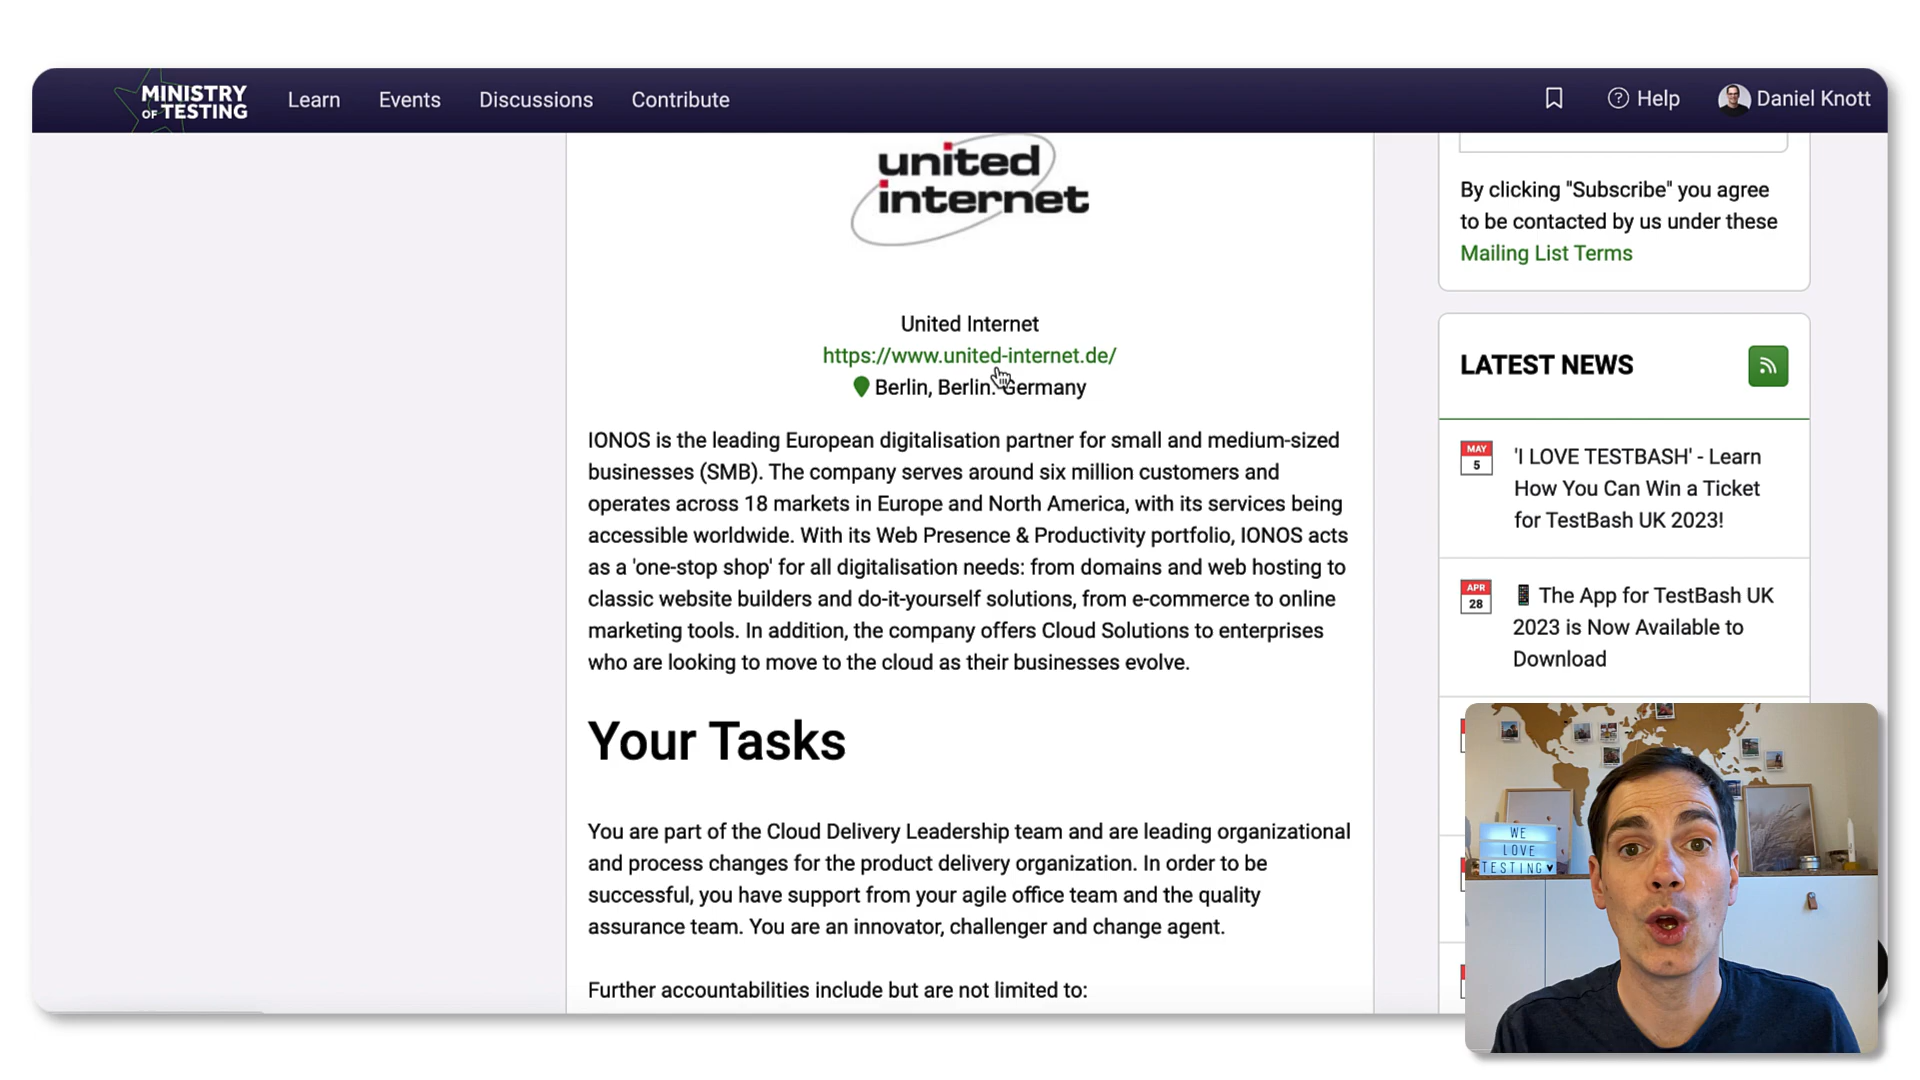 MINISTRY
OF TESTING
Learn
Events
Discussions
Contribute
Help
Daniel Knott
united
internet
United Internet
https://www.united-internet.de/
Berlin, Berlin. Germany
IONOS is the leading European digitalisation partner for small and medium-sized
businesses (SMB). The company serves around six million customers and
operates across 18 markets in Europe and North America, with its services being
accessible worldwide. With its Web Presence & Productivity portfolio, IONOS acts
as a 'one-stop shop' for all digitalisation needs: from domains and web hosting to
classic website builders and do-it-yourself solutions, from e-commerce to online
marketing tools. In addition, the company offers Cloud Solutions to enterprises
who are looking to move to the cloud as their businesses evolve.
Your Tasks
You are part of the Cloud Delivery Leadership team and are leading organizational
and process changes for the product delivery organization. In order to be
successful, you have support from your agile office team and the quality
assurance team. You are an innovator, challenger and change agent.
Further accountabilities include but are not limited to:
By clicking "Subscribe" you agree
to be contacted by us under these
Mailing List Terms
LATEST NEWS
MAY
5
'I LOVE TESTBASH' - Learn
How You Can Win a Ticket
for TestBash UK 2023!
APR
28
The App for TestBash UK
2023 is Now Available to
Download
WE
LOVE
TESTING♥